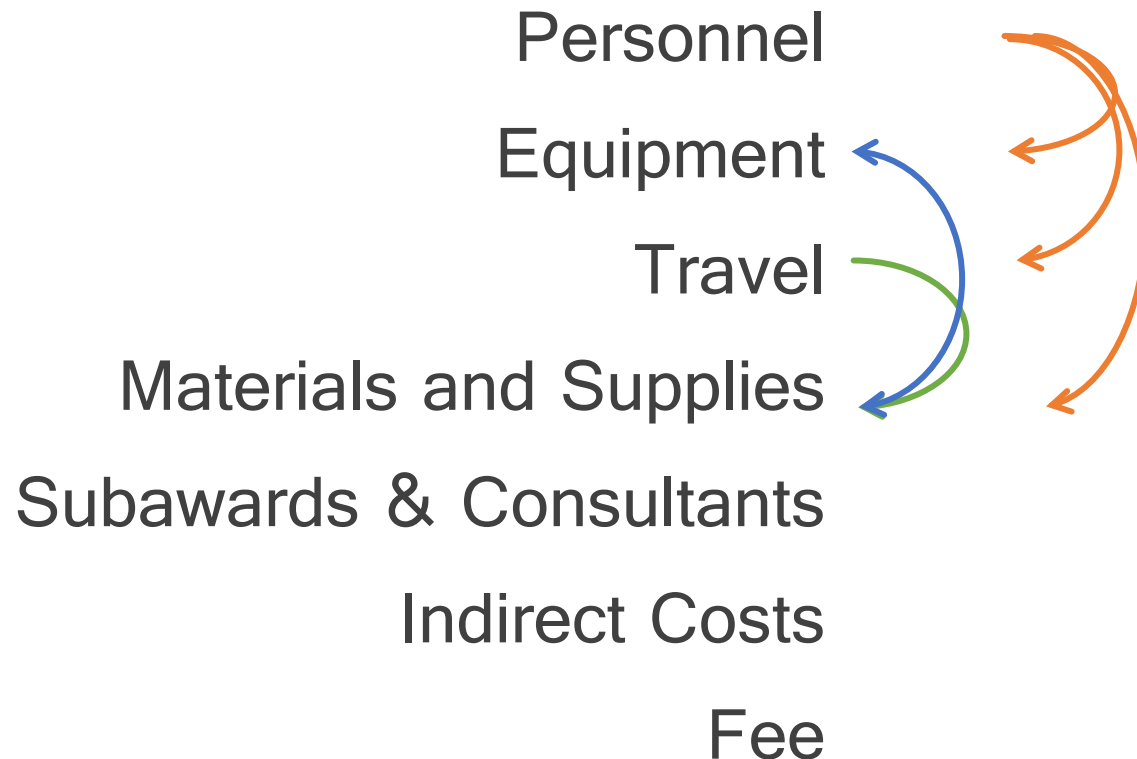 Personnel
Equipment
Travel
Materials and Supplies
Subawards & Consultants
Indirect Costs
Fee